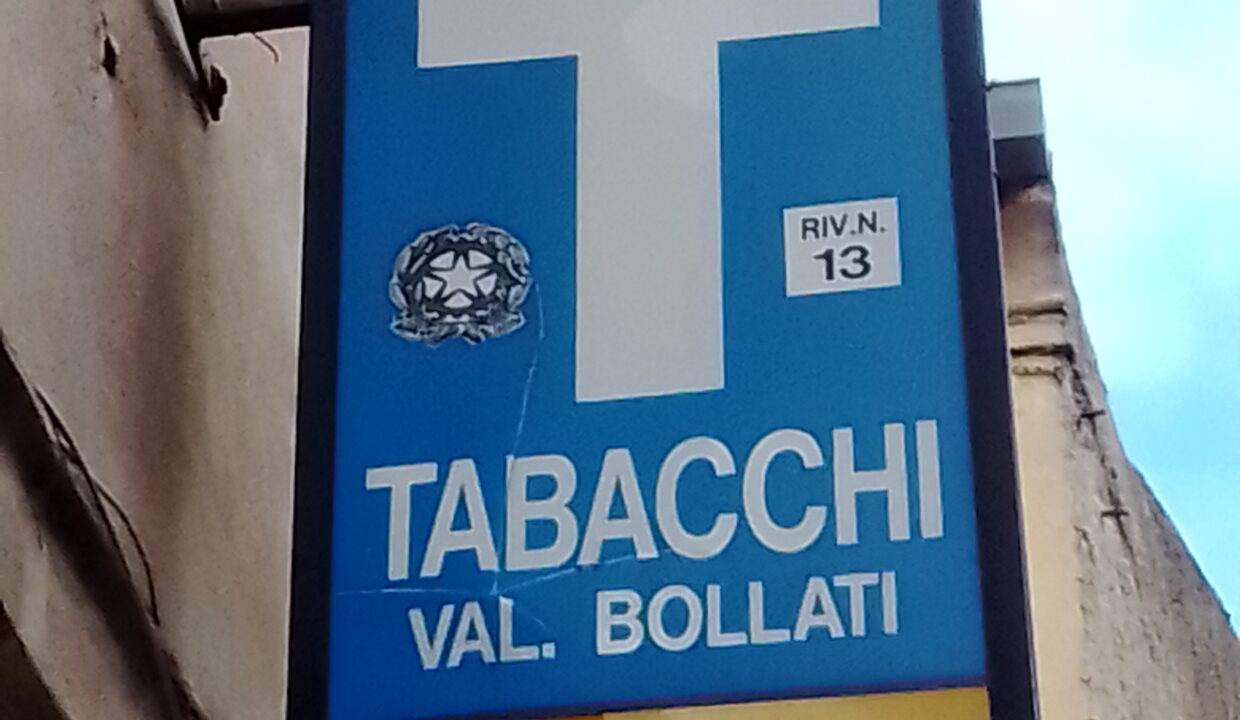 T
RIV.N.
13
TABACCHI
VAL. BOLLATI